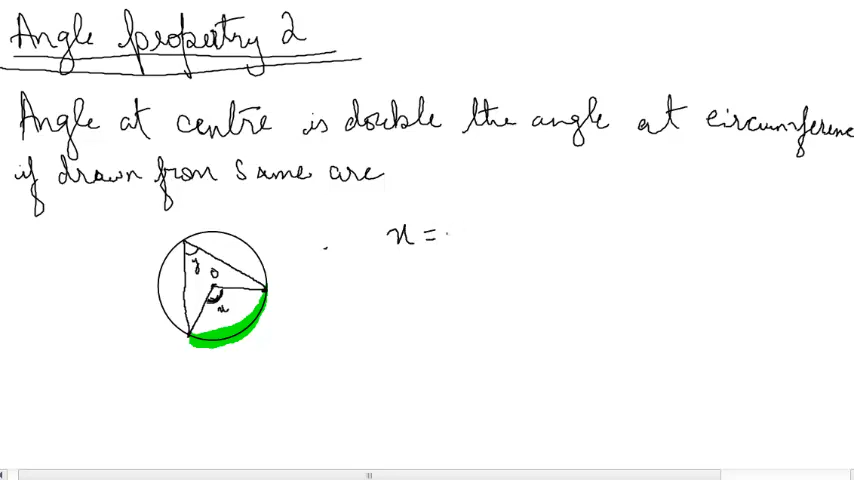 Angle Property 2
Angle at centre is double the angle at circumference
if drawn from same arc
x =
y
O
x